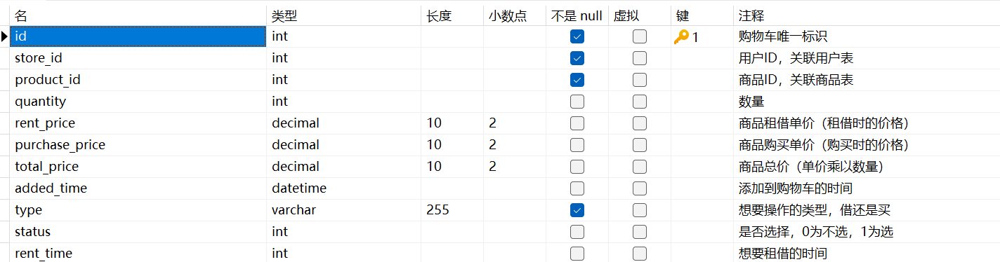 名 类型 长度 小数点 不是 null 虚拟 键 注释
id int 1 购物车唯一标识
store_id int 用户ID，关联用户表
product_id int 商品ID，关联商品表
quantity int 数量
rent_price decimal 10 2 商品租借单价（租借时的价格）
purchase_price decimal 10 2 商品购买单价（购买时的价格）
total_price decimal 10 2 商品总价（单价乘以数量）
added_time datetime 添加到购物车的时间
type varchar 255 想要操作的类型，借还是买
status int 是否选择，0为不选，1为选
rent_time int 想要租借的时间